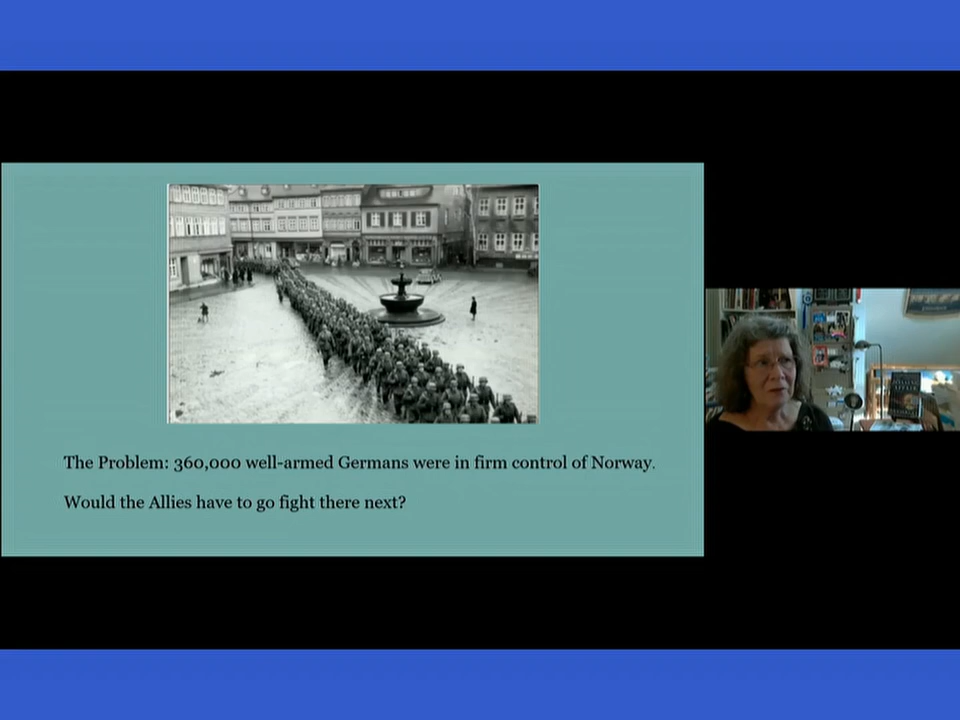 The Problem: 360,000 well-armed Germans were in firm control of Norway.
Would the Allies have to go fight there next?